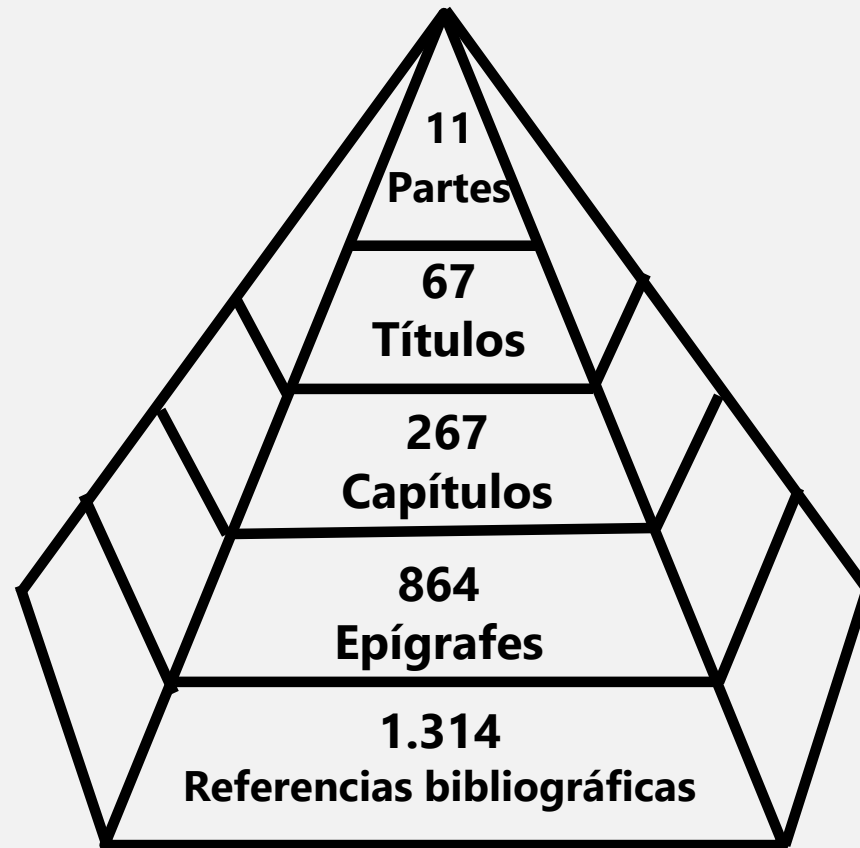 11
Partes
67
Títulos
267
Capítulos
864
Epígrafes
1.314
Referencias bibliográficas